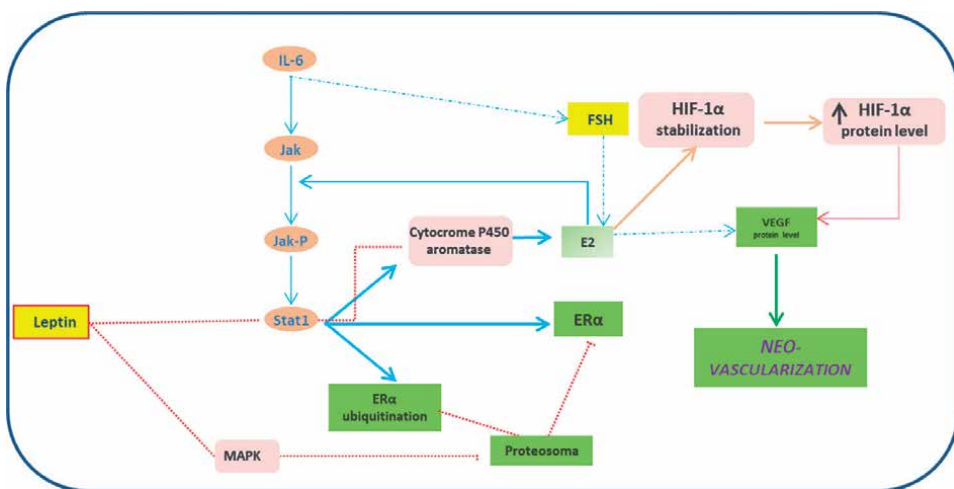 IL-6
FSH
HIF-1α
stabilization
HIF-1α
protein level
Jak
Jak-P
Cytocrome P450
aromatase
E2
VEGF
protein level
Leptin
Stat1
ERα
NEO-
VASCULARIZATION
ERα
ubiquitination
MAPK
Proteosoma